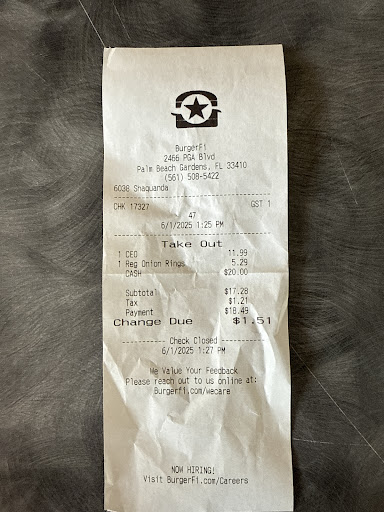 BurgerFi
2466 PGA Blvd
Palm Beach Gardens, FL 33410
(561) 508-5422
6038 Shaquanda
CHK 17327 GST 1
47
6/1/2025 1:25 PM
Take Out
1 CEO 11.99
1 Reg Onion Rings 5.29
CASH $20.00
Subtotal $17.28
Tax $1.21
Payment $18.49
Change Due $1.51
Check Closed
6/1/2025 1:27 PM
We Value Your Feedback
Please reach out to us online at:
Burgerfi.com/wecare
NOW HIRING!
Visit BurgerFi.com/Careers